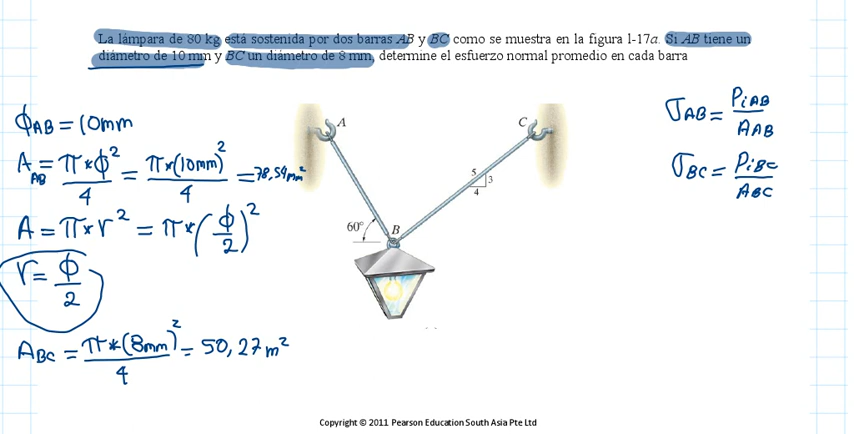 La lámpara de 80 kg está sostenida por dos barras AB y BC como se muestra en la figura 1-17a. Si AB tiene un
diámetro de 10 mm y BC un diámetro de 8 mm, determine el esfuerzo normal promedio en cada barra
ϕAB = 10mm
AAB = π*ϕ²/4 = π*(10mm)²/4 = 78,54mm²
A = π*r² = π*(ϕ/2)²
r = ϕ/2
ABC = π*(8mm)²/4 = 50,27m²
A
C
5
3
4
60°
B
σAB = PiAB/AAB
σBC = PiBC/ABC
Copyright © 2011 Pearson Education South Asia Pte Ltd